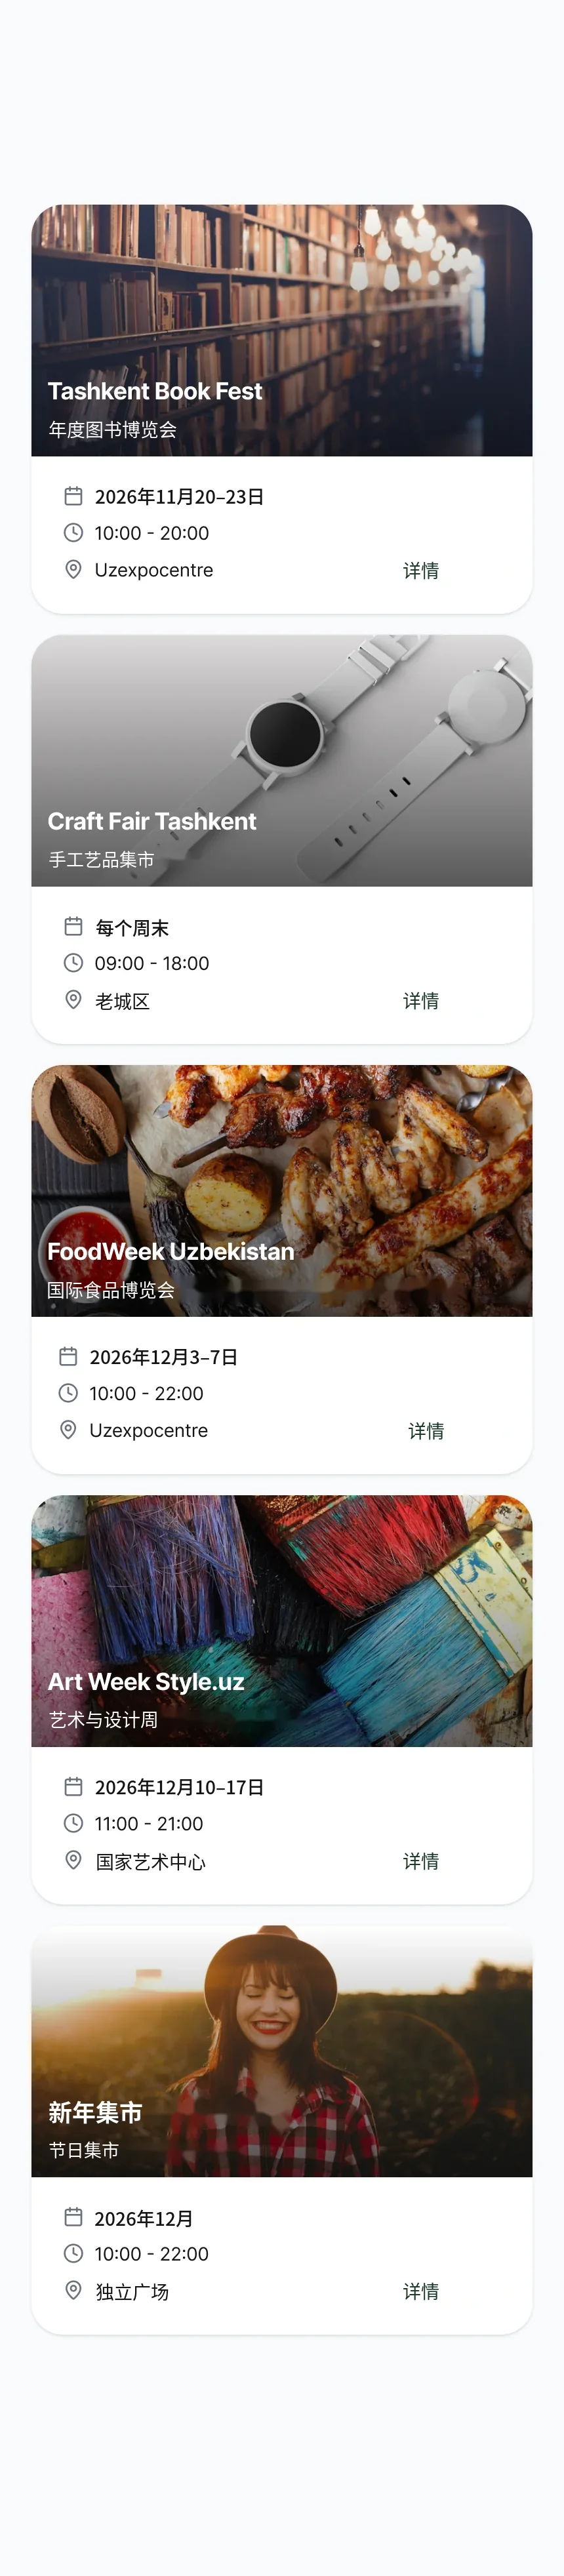 Tashkent Book Fest
年度图书博览会
2026年11月20–23日
10:00 - 20:00
Uzexpocentre
详情
Craft Fair Tashkent
手工艺品集市
每个周末
09:00 - 18:00
老城区
详情
FoodWeek Uzbekistan
国际食品博览会
2026年12月3–7日
10:00 - 22:00
Uzexpocentre
详情
Art Week Style.uz
艺术与设计周
2026年12月10–17日
11:00 - 21:00
国家艺术中心
详情
新年集市
节日集市
2026年12月
10:00 - 22:00
独立广场
详情